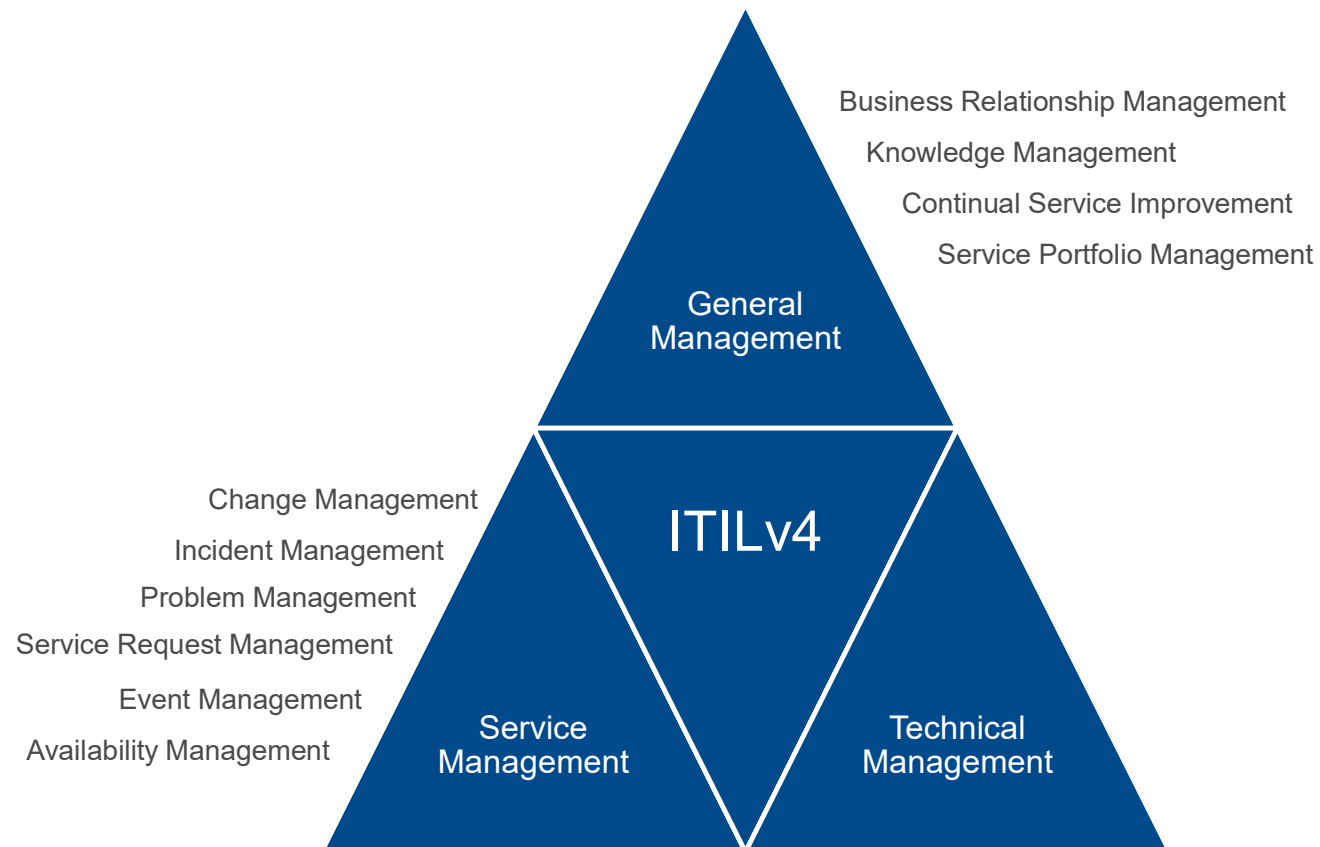 Business Relationship Management
Knowledge Management
Continual Service Improvement
Service Portfolio Management
General
Management
Change Management
Incident Management
Problem Management
Service Request Management
Event Management
Availability Management
ITILv4
Service
Management
Technical
Management